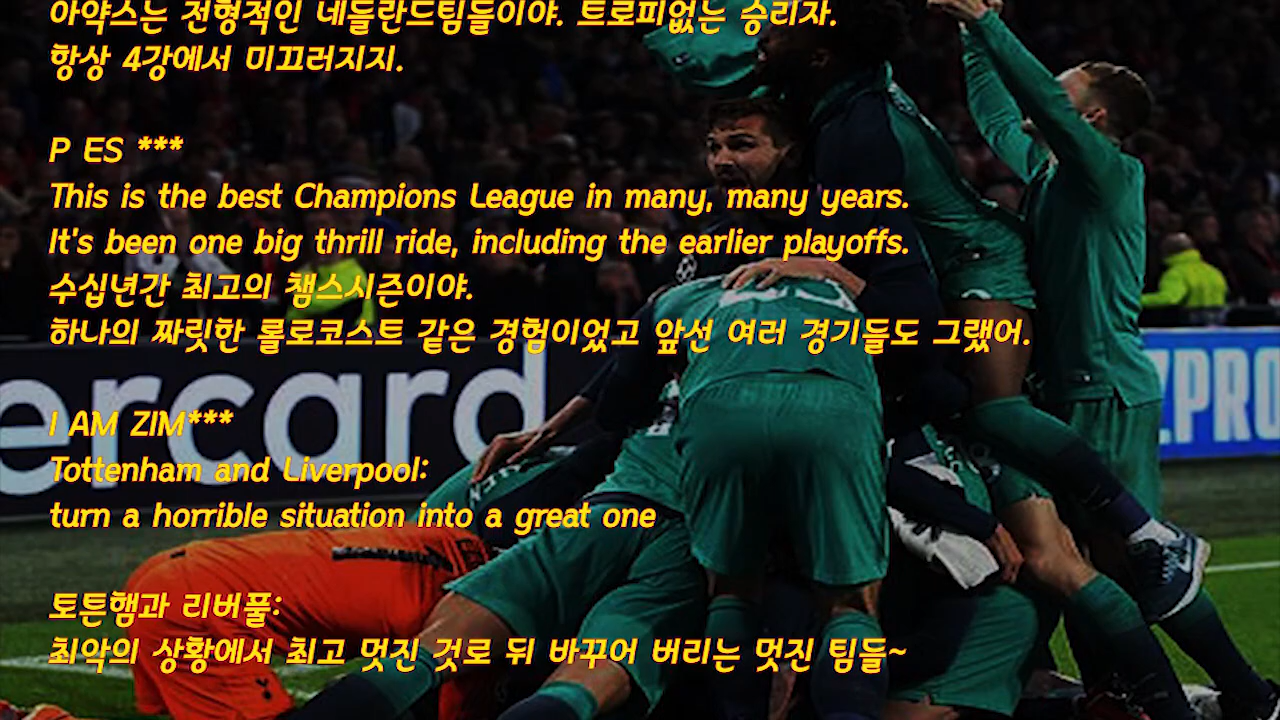 아약스는 전형적인 네들란드팀들이야. 트로피없는 승리자.
항상 4강에서 미끄러지지.
P ES ***
This is the best Champions League in many, many years.
It's been one big thrill ride, including the earlier playoffs.
수십년간 최고의 챔스시즌이야.
하나의 짜릿한 롤로코스트 같은 경험이었고 앞선 여러 경기들도 그랬어.
I AM ZIM***
Tottenham and Liverpool:
turn a horrible situation into a great one
토튼햄과 리버풀:
최악의 상황에서 최고 멋진 것로 뒤 바꾸어 버리는 멋진 팀들~
ercard
ZPRO
1